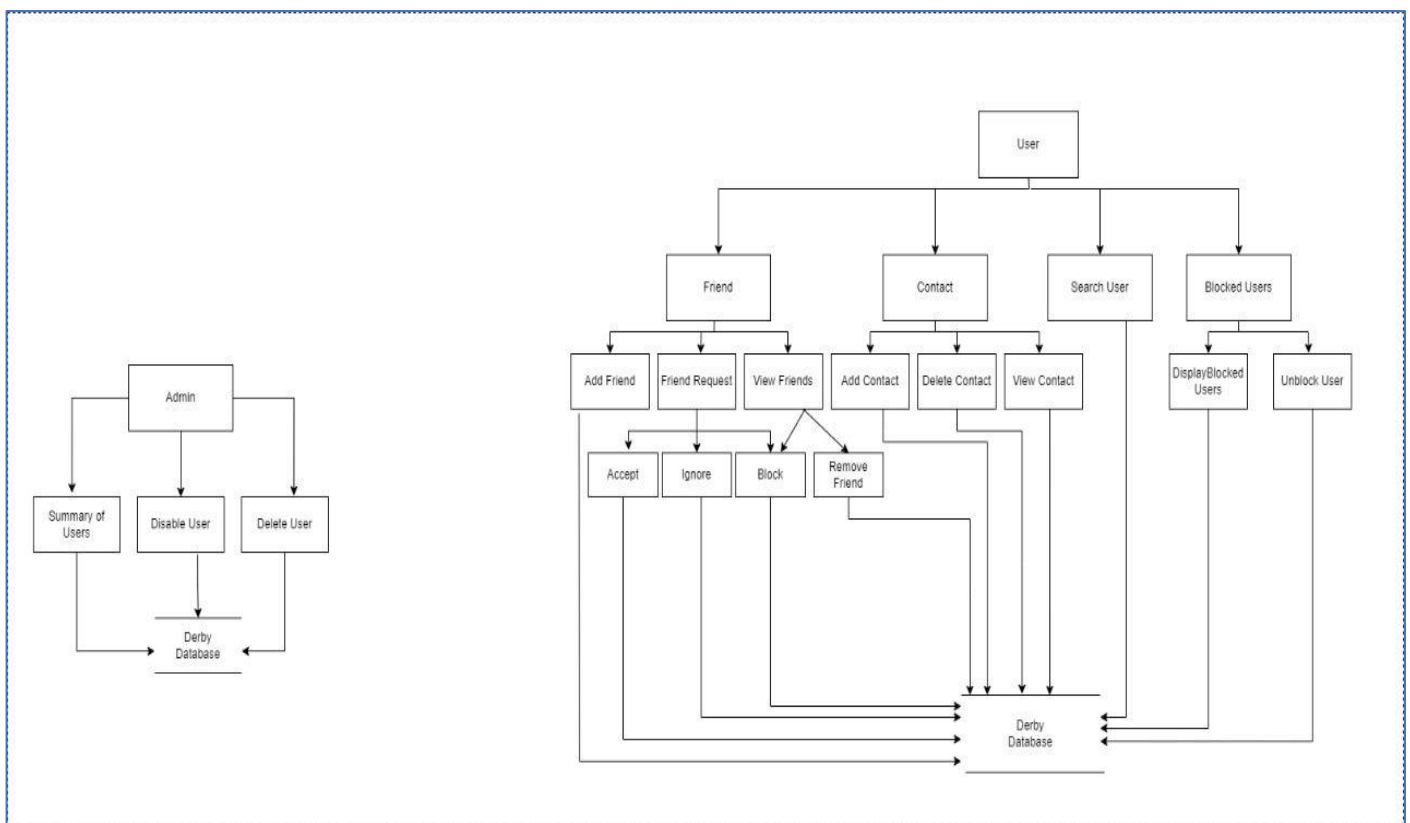 User
Friend
Contact
Search User
Blocked Users
Add Friend
Friend Request
View Friends
Add Contact
Delete Contact
View Contact
DisplayBlocked
Users
Unblock User
Admin
Accept
Ignore
Block
Remove
Friend
Summary of
Users
Disable User
Delete User
Derby
Database
Derby
Database